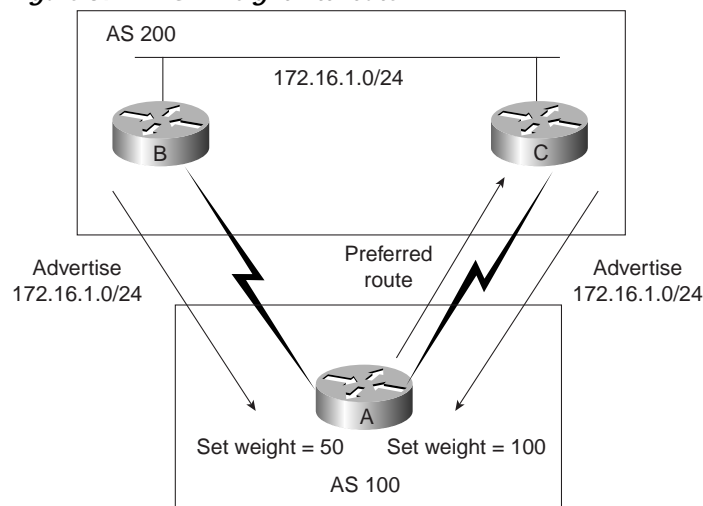 AS 200
172.16.1.0/24
B
C
Advertise
172.16.1.0/24
Preferred
route
Advertise
172.16.1.0/24
A
Set weight = 50
Set weight = 100
AS 100